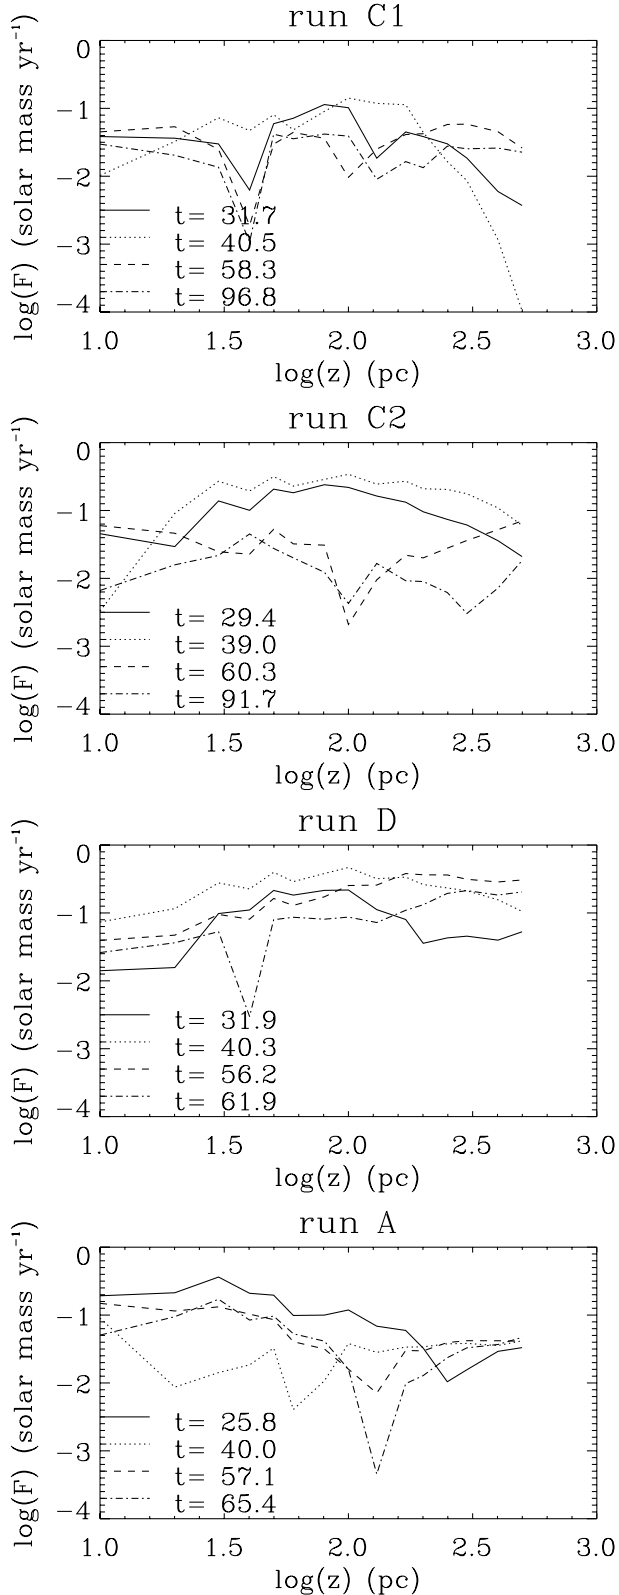 run C1
log(F) (solar mass yr⁻¹)
0
-1
-2
-3
-4
t= 31.7
t= 40.5
t= 58.3
t= 96.8
1.0 1.5 2.0 2.5 3.0
log(z) (pc)
run C2
log(F) (solar mass yr⁻¹)
0
-1
-2
-3
-4
t= 29.4
t= 39.0
t= 60.3
t= 91.7
1.0 1.5 2.0 2.5 3.0
log(z) (pc)
run D
log(F) (solar mass yr⁻¹)
0
-1
-2
-3
-4
t= 31.9
t= 40.3
t= 56.2
t= 61.9
1.0 1.5 2.0 2.5 3.0
log(z) (pc)
run A
log(F) (solar mass yr⁻¹)
0
-1
-2
-3
-4
t= 25.8
t= 40.0
t= 57.1
t= 65.4
1.0 1.5 2.0 2.5 3.0
log(z) (pc)